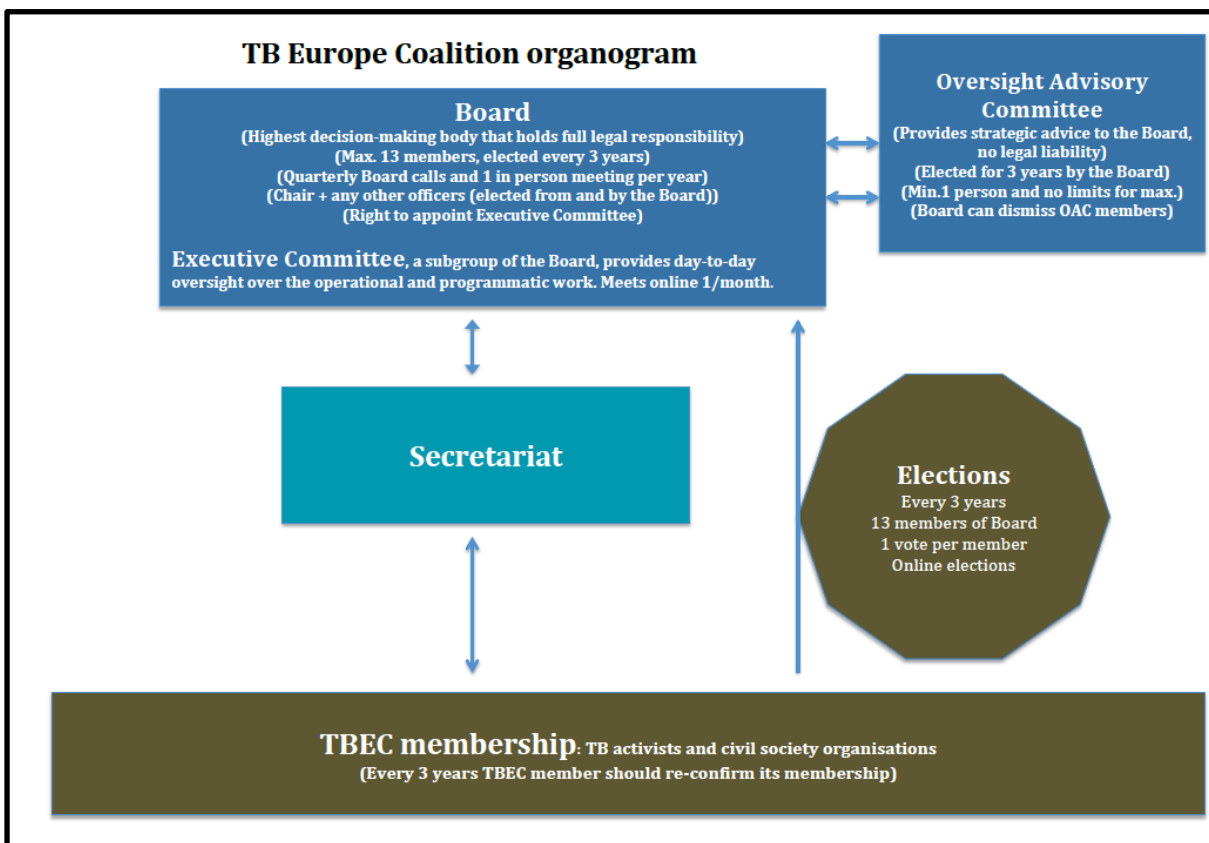 TB Europe Coalition organogram
Board
(Highest decision-making body that holds full legal responsibility)
(Max. 13 members, elected every 3 years)
(Quarterly Board calls and 1 in person meeting per year)
(Chair + any other officers (elected from and by the Board))
(Right to appoint Executive Committee)
Executive Committee, a subgroup of the Board, provides day-to-day
oversight over the operational and programmatic work. Meets online 1/month.
Oversight Advisory
Committee
(Provides strategic advice to the Board,
no legal liability)
(Elected for 3 years by the Board)
(Min.1 person and no limits for max.)
(Board can dismiss OAC members)
Secretariat
Elections
Every 3 years
13 members of Board
1 vote per member
Online elections
TBEC membership: TB activists and civil society organisations
(Every 3 years TBEC member should re-confirm its membership)